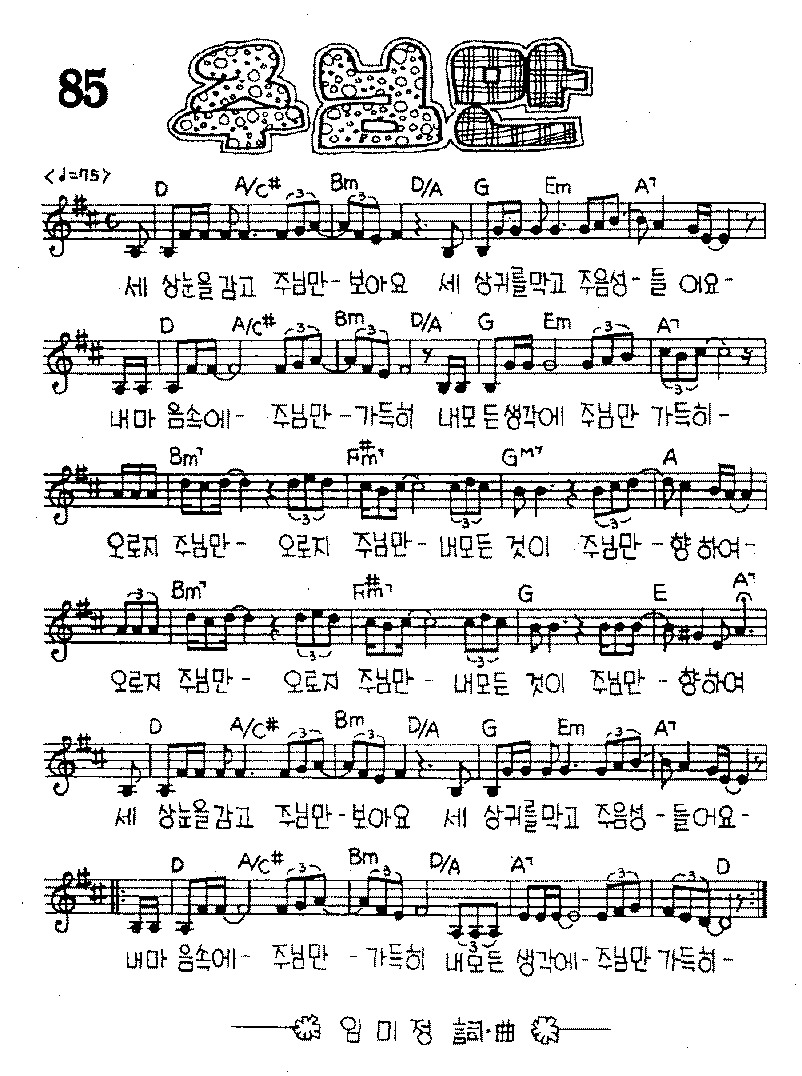 85
주님만
<♩=75>
D A/C# Bm D/A G Em A7
세 상눈을감고 주님만-보아요 세 상귀를막고 주음성-들어요-
D A/C# Bm D/A G Em A7
내마 음속에- 주님만-가득히 내모든생각에 주님만 가득히-
Bm7 F#m7 GM7 A
오로지 주님만- 오로지 주님만-내모든 것이 주님만-향하여-
Bm7 F#m7 G E A7
오로지 주님만- 오로지 주님만- 내모든 것이 주님만-향하여
D A/C# Bm D/A G Em A7
세 상눈을감고 주님만-보아요 세 상귀를막고 주음성-들어요-
D A/C# Bm D/A A7 D
내마 음속에- 주님만 -가득히 내모든 생각에-주님만 가득히-
임미정 詞·曲